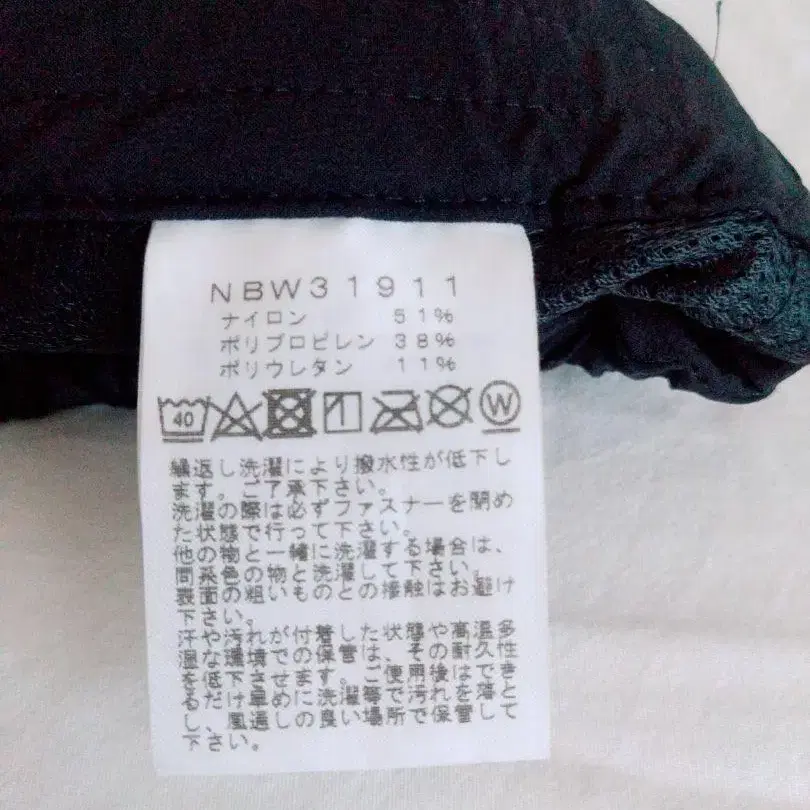 NBW31911
ナイロン 51%
ポリプロピレン 38%
ポリウレタン 11%
40 W
繰返し洗濯により撥水性が低下し
ます。ご了承下さい。
洗濯の際は必ずファスナーを閉め
た状態で行って下さい。
他の物と一緒に洗濯する場合は、
同系色の物と洗濯して下さい。
表面の粗いものとの接触はお避け
下さい。
汗や汚れが付着した状態や高温多
湿な環境での保管は、その耐久性
を低下させます。ご使用後はでき
るだけ早めに洗濯等で汚れを落と
し、風通しの良い場所で保管して
下さい。